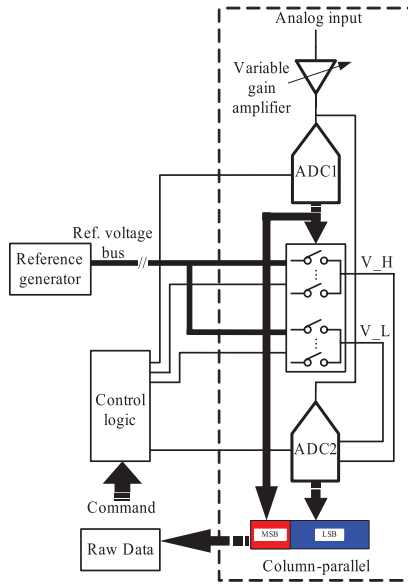 Analog input
Variable
gain
amplifier
ADC1
Ref. voltage
bus
Reference
generator
V_H
V_L
Control
logic
ADC2
Command
MSB
LSB
Raw Data
Column-parallel